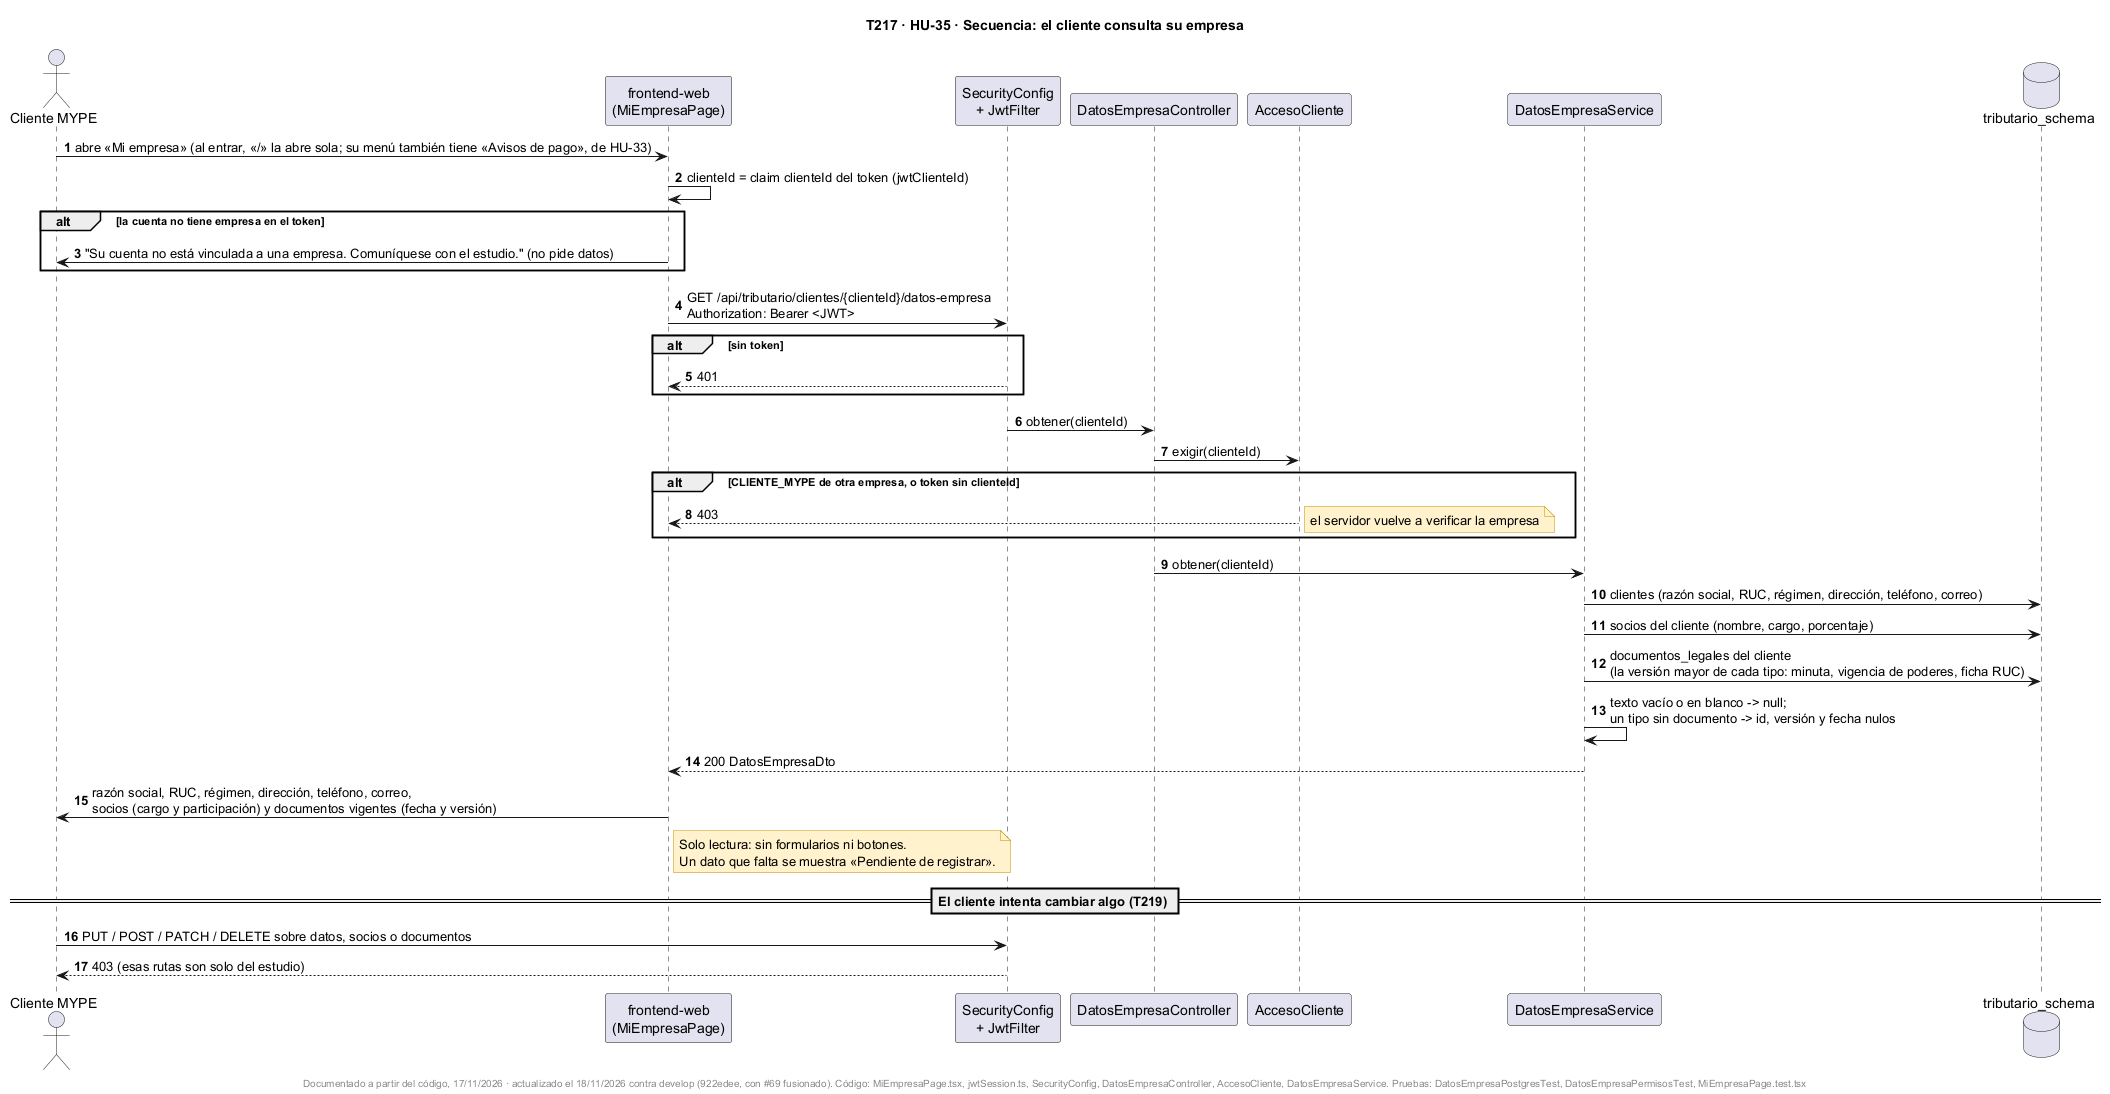 T217 · HU-35 · Secuencia: el cliente consulta su empresa
Cliente MYPE
frontend-web
(MiEmpresaPage)
SecurityConfig
+ JwtFilter
DatosEmpresaController
AccesoCliente
DatosEmpresaService
tributario_schema
1 abre «Mi empresa» (al entrar, «/» la abre sola; su menú también tiene «Avisos de pago», de HU-33)
2 clienteId = claim clienteId del token (jwtClienteId)
alt [la cuenta no tiene empresa en el token]
3 "Su cuenta no está vinculada a una empresa. Comuníquese con el estudio." (no pide datos)
4 GET /api/tributario/clientes/{clienteId}/datos-empresa
Authorization: Bearer <JWT>
alt [sin token]
5 401
6 obtener(clienteId)
7 exigir(clienteId)
alt [CLIENTE_MYPE de otra empresa, o token sin clienteId]
8 403
el servidor vuelve a verificar la empresa
9 obtener(clienteId)
10 clientes (razón social, RUC, régimen, dirección, teléfono, correo)
11 socios del cliente (nombre, cargo, porcentaje)
12 documentos_legales del cliente
(la versión mayor de cada tipo: minuta, vigencia de poderes, ficha RUC)
13 texto vacío o en blanco -> null;
un tipo sin documento -> id, versión y fecha nulos
14 200 DatosEmpresaDto
15 razón social, RUC, régimen, dirección, teléfono, correo,
socios (cargo y participación) y documentos vigentes (fecha y versión)
Solo lectura: sin formularios ni botones.
Un dato que falta se muestra «Pendiente de registrar».
El cliente intenta cambiar algo (T219)
16 PUT / POST / PATCH / DELETE sobre datos, socios o documentos
17 403 (esas rutas son solo del estudio)
Cliente MYPE
frontend-web
(MiEmpresaPage)
SecurityConfig
+ JwtFilter
DatosEmpresaController
AccesoCliente
DatosEmpresaService
tributario_schema
Documentado a partir del código, 17/11/2026 · actualizado el 18/11/2026 contra develop (922edee, con #69 fusionado). Código: MiEmpresaPage.tsx, jwtSession.ts, SecurityConfig, DatosEmpresaController, AccesoCliente, DatosEmpresaService. Pruebas: DatosEmpresaPostgresTest, DatosEmpresaPermisosTest, MiEmpresaPage.test.tsx